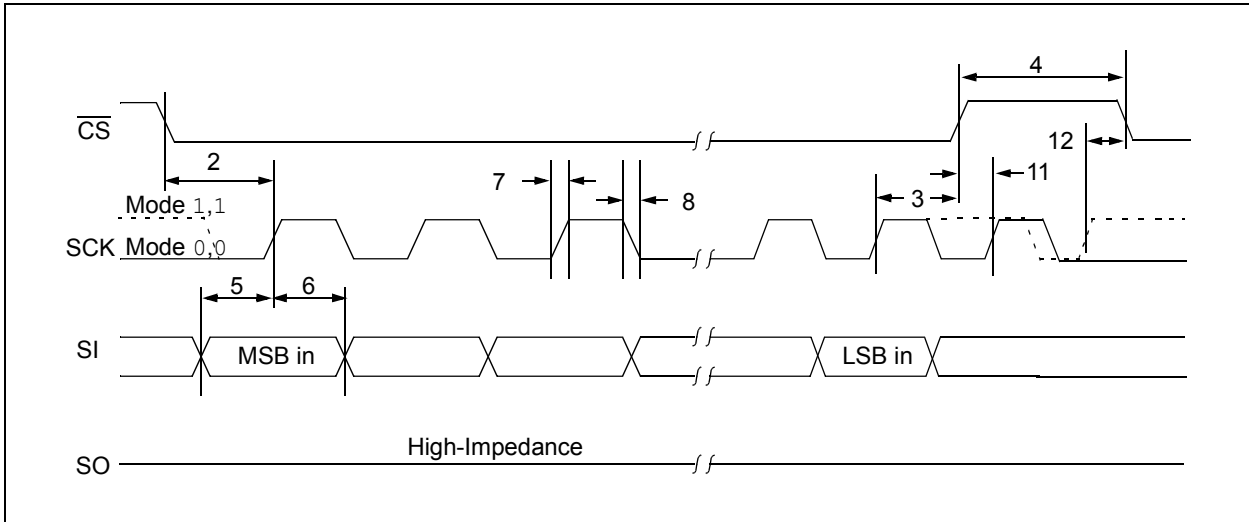 4
CS
12
2
7
8
3
11
Mode 1,1
SCK Mode 0,0
5
6
SI
MSB in
LSB in
High-Impedance
SO